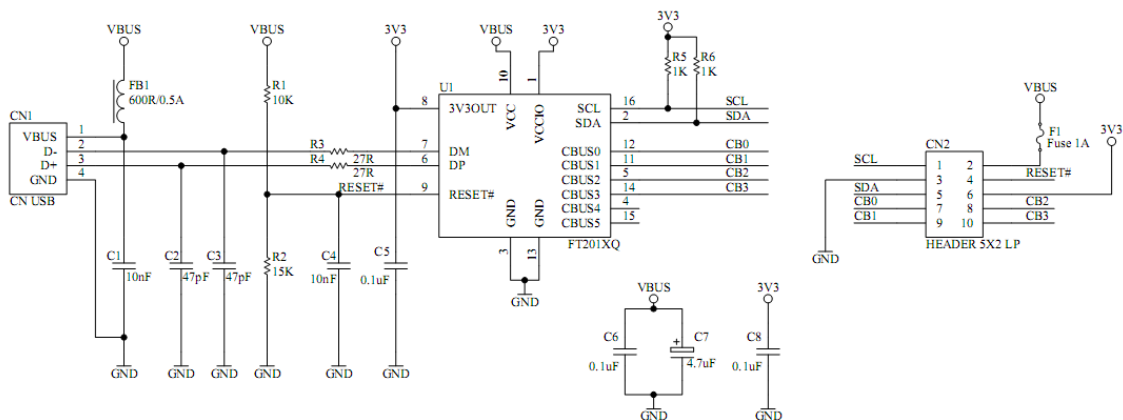 VBUS
FB1
600R/0.5A
CN1
VBUS 1
D- 2
D+ 3
GND 4
CN USB
C1
10nF
GND
C2
47pF
GND
C3
47pF
GND
VBUS
R1
10K
R2
15K
GND
R3
27R
R4
27R
RESET#
C4
10nF
GND
3V3
C5
0.1uF
GND
VBUS
3V3
U1
10
1
VCC
VCCIO
8 3V3OUT
7 DM
6 DP
9 RESET#
SCL 16 SCL
SDA 2 SDA
CBUS0 12 CB0
CBUS1 11 CB1
CBUS2 5 CB2
CBUS3 14 CB3
CBUS4 4
CBUS5 15
GND
GND
3
13
FT201XQ
GND
3V3
R5
1K
R6
1K
VBUS
C6
0.1uF
C7
+
4.7uF
GND
3V3
C8
0.1uF
GND
VBUS
F1
Fuse 1A
3V3
CN2
SCL 1 2
3 4 RESET#
SDA 5 6
CB0 7 8 CB2
CB1 9 10 CB3
HEADER 5X2 LP
GND